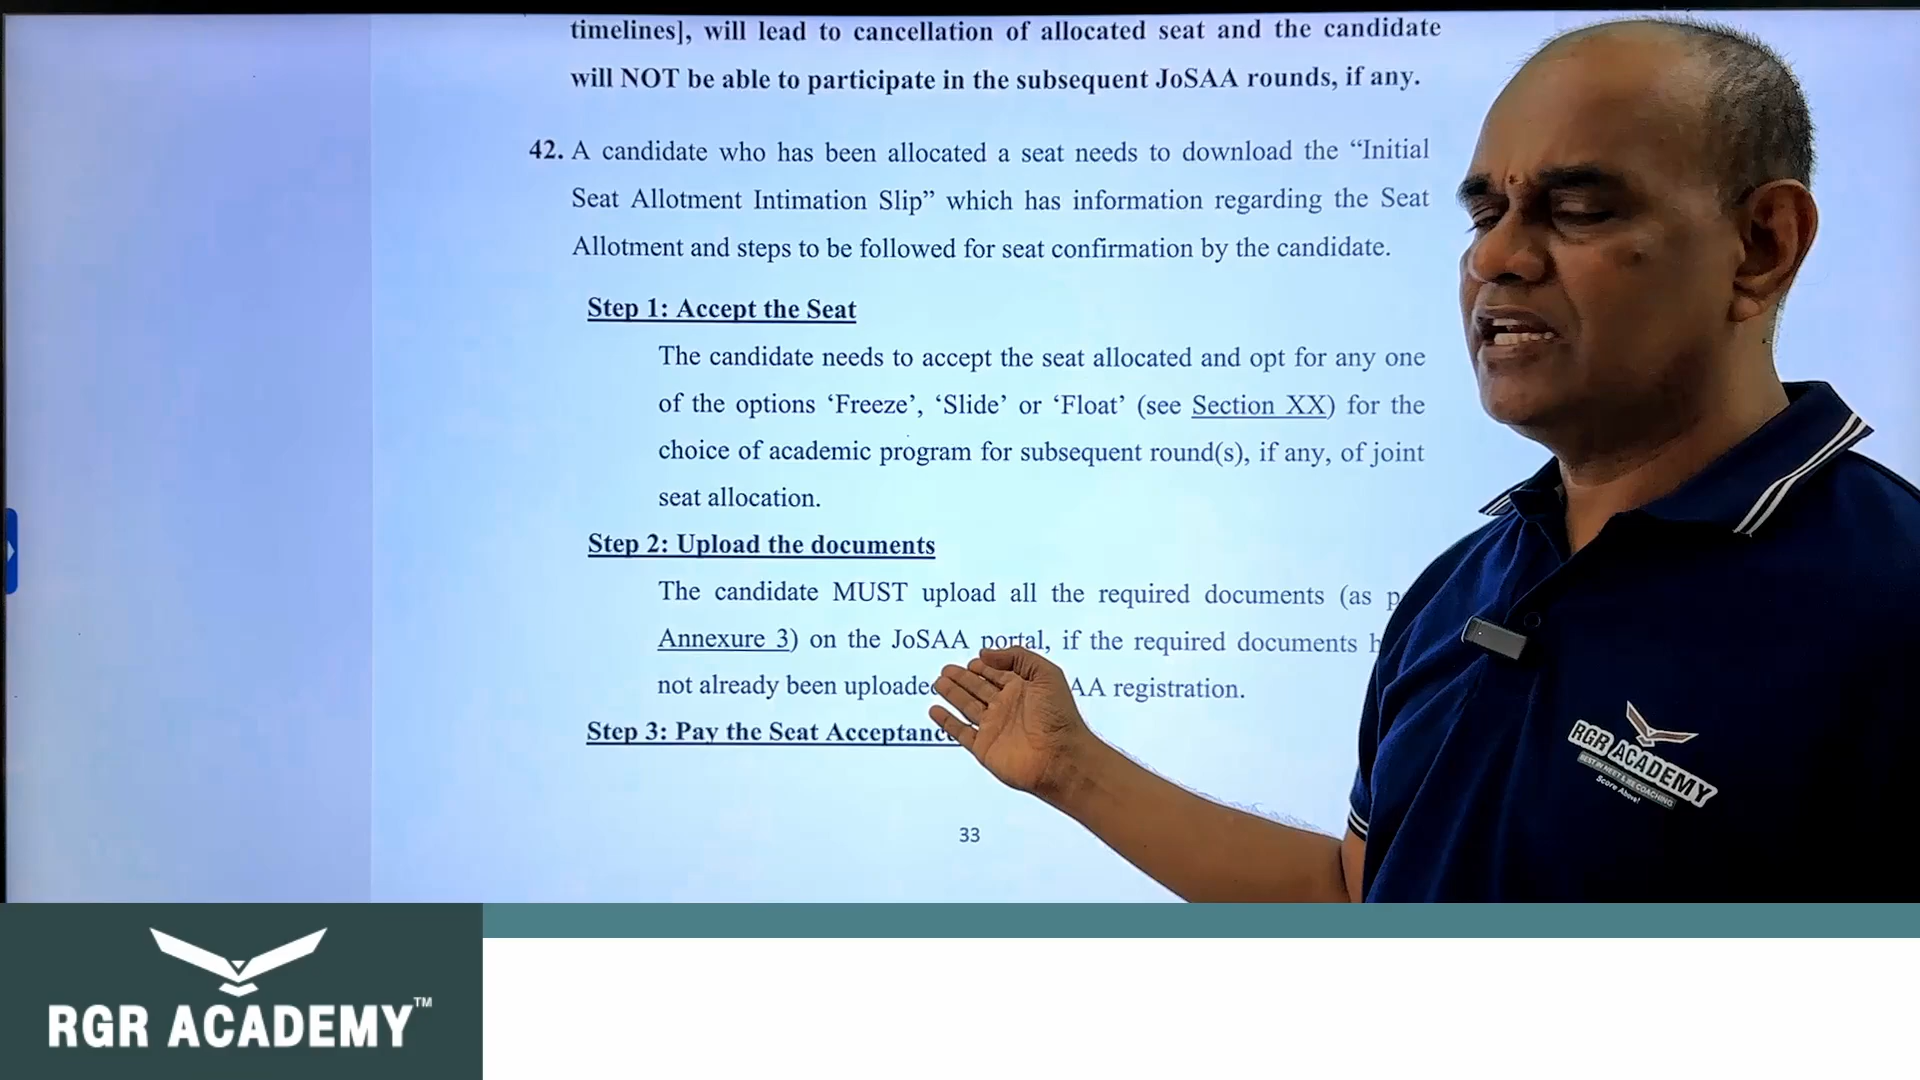 timelines], will lead to cancellation of allocated seat and the candidate
will NOT be able to participate in the subsequent JoSAA rounds, if any.
42. A candidate who has been allocated a seat needs to download the “Initial
Seat Allotment Intimation Slip” which has information regarding the Seat
Allotment and steps to be followed for seat confirmation by the candidate.
Step 1: Accept the Seat
The candidate needs to accept the seat allocated and opt for any one
of the options ‘Freeze’, ‘Slide’ or ‘Float’ (see Section XX) for the
choice of academic program for subsequent round(s), if any, of joint
seat allocation.
Step 2: Upload the documents
The candidate MUST upload all the required documents (as
Annexure 3) on the JoSAA portal, if the required documents
not already been uploaded AA registration.
Step 3: Pay the Seat Acceptance
33
RGR ACADEMY
BEST IN NEET & JEE COACHING
Score Above!
RGR ACADEMY™